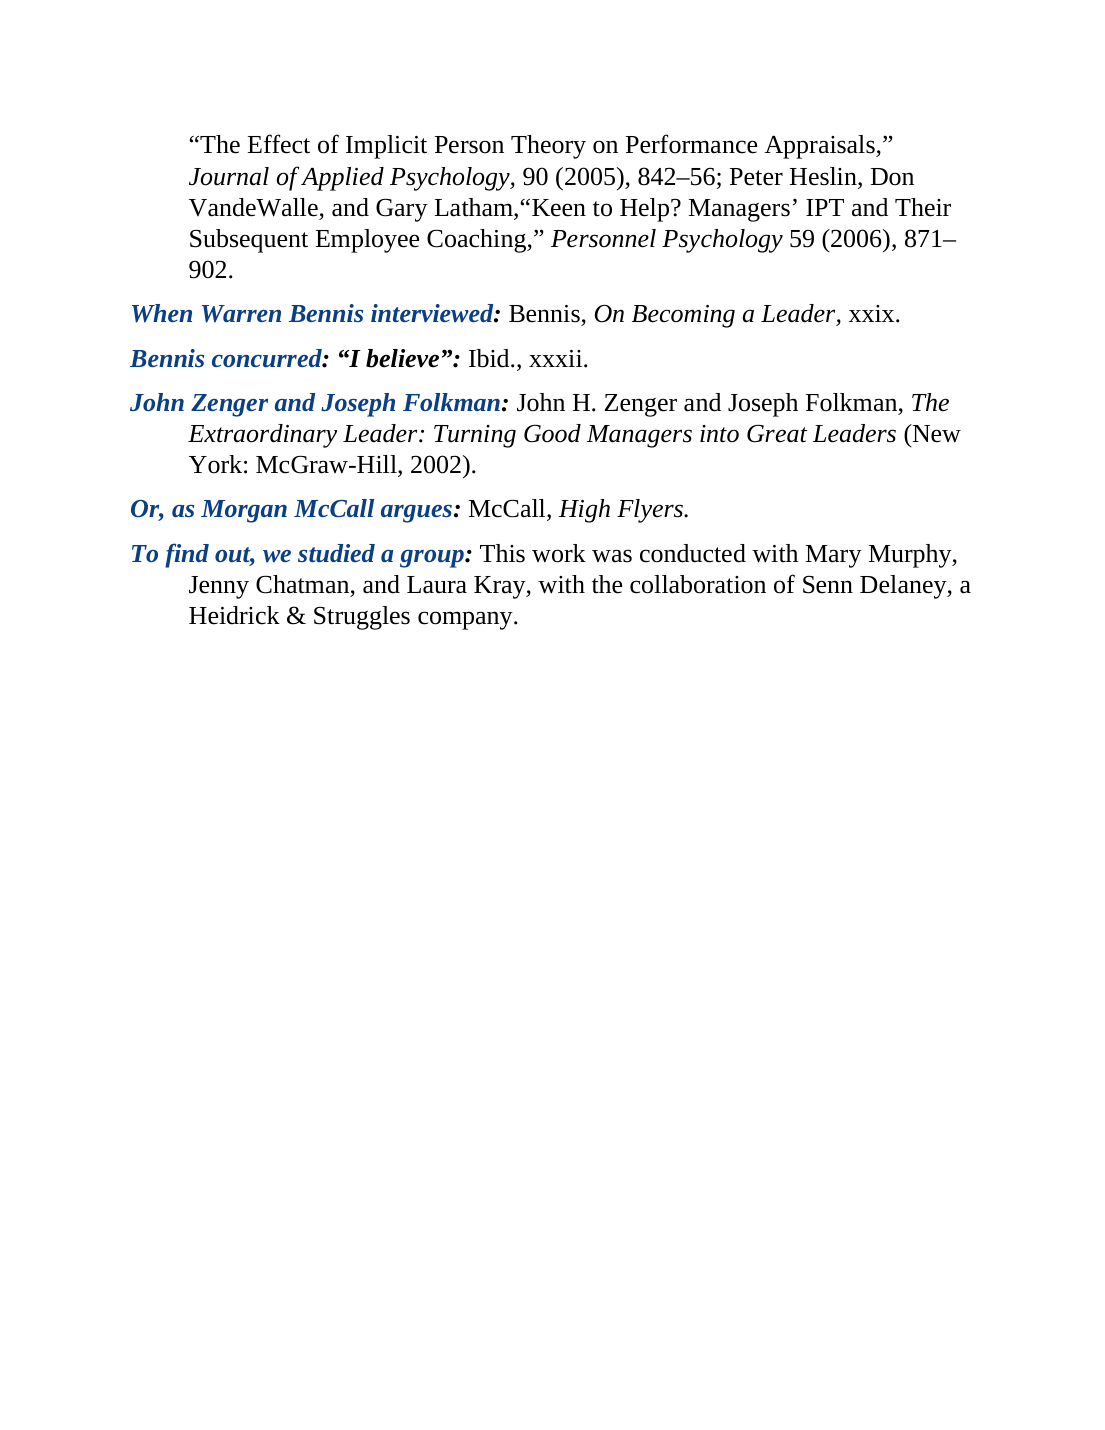 “The Effect of Implicit Person Theory on Performance Appraisals,”
Journal of Applied Psychology, 90 (2005), 842–56; Peter Heslin, Don
VandeWalle, and Gary Latham,“Keen to Help? Managers’ IPT and Their
Subsequent Employee Coaching,” Personnel Psychology 59 (2006), 871–
902.
When Warren Bennis interviewed: Bennis, On Becoming a Leader, xxix.
Bennis concurred: “I believe”: Ibid., xxxii.
John Zenger and Joseph Folkman: John H. Zenger and Joseph Folkman, The
Extraordinary Leader: Turning Good Managers into Great Leaders (New
York: McGraw-Hill, 2002).
Or, as Morgan McCall argues: McCall, High Flyers.
To find out, we studied a group: This work was conducted with Mary Murphy,
Jenny Chatman, and Laura Kray, with the collaboration of Senn Delaney, a
Heidrick & Struggles company.